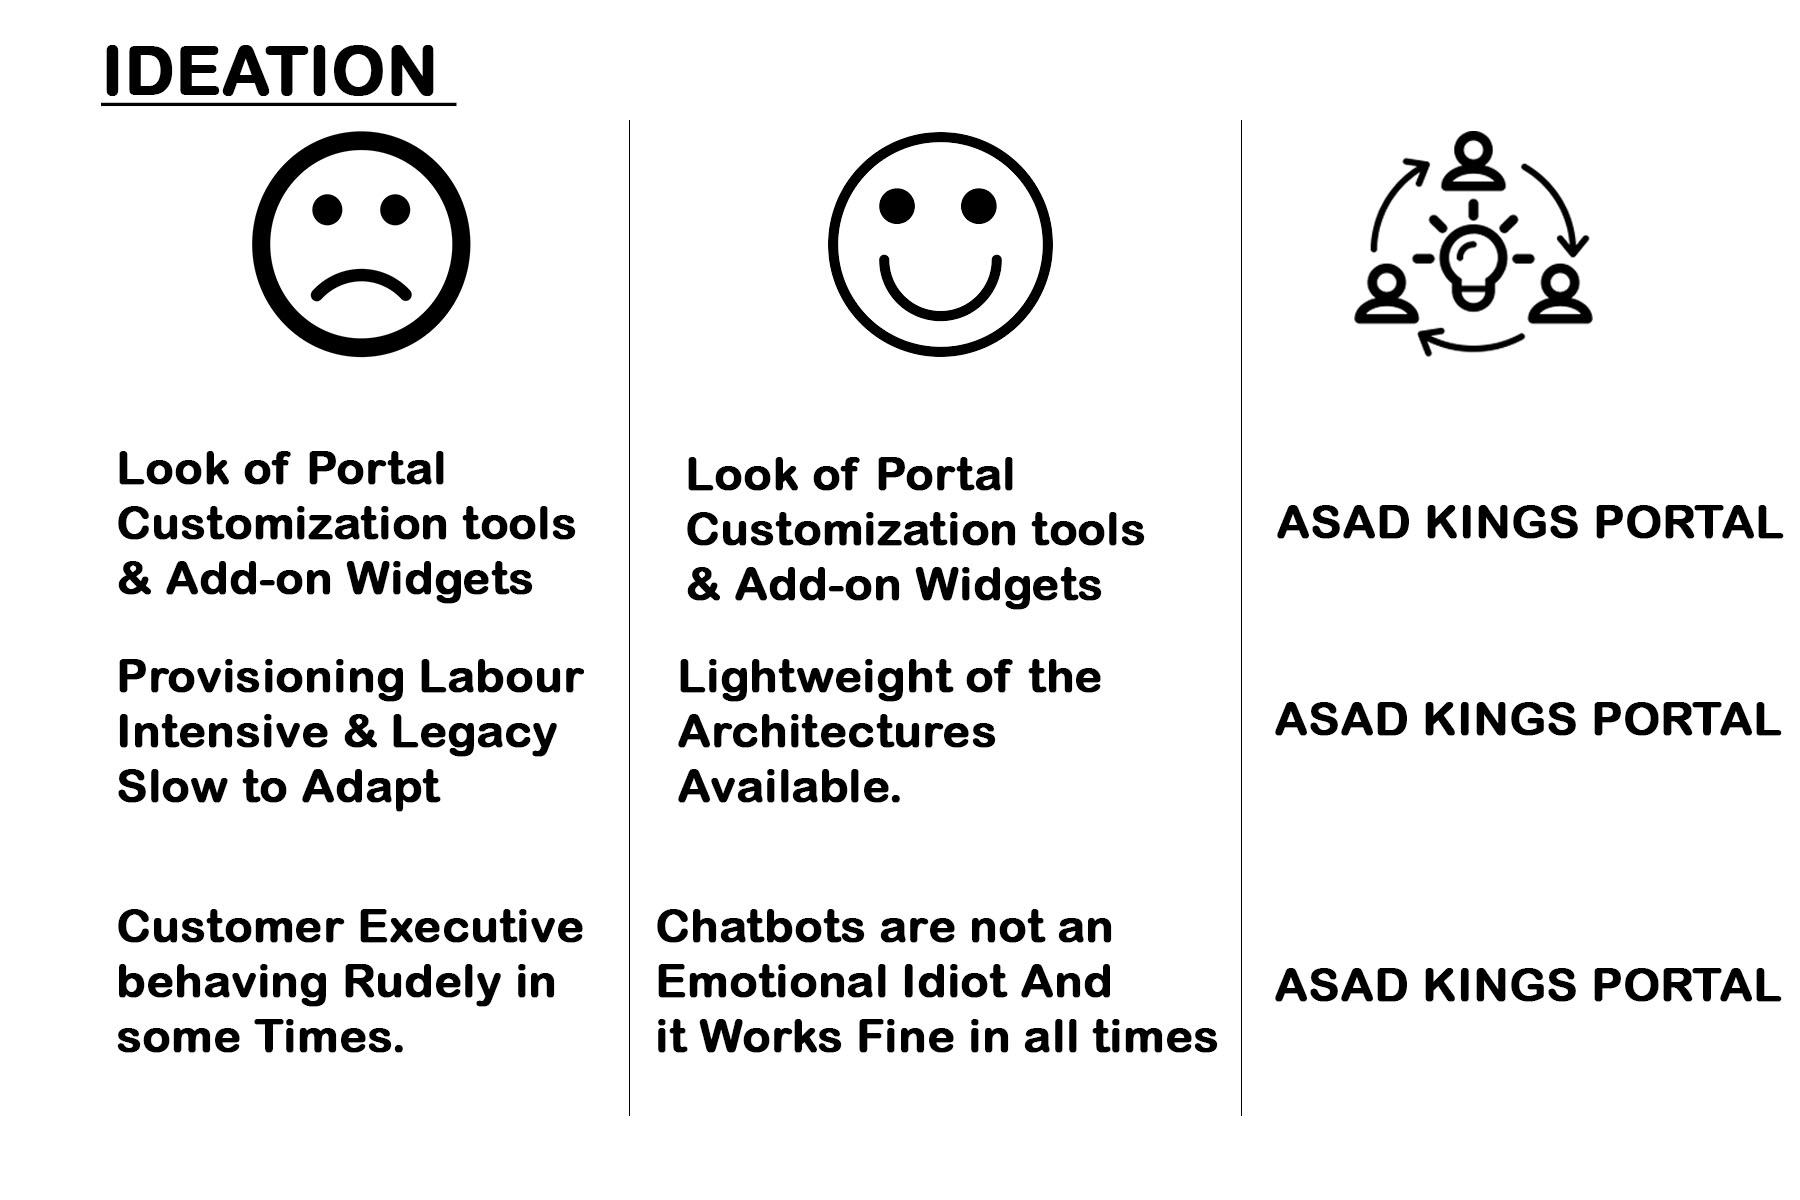 IDEATION
Look of Portal
Customization tools
& Add-on Widgets
Look of Portal
Customization tools
& Add-on Widgets
ASAD KINGS PORTAL
Provisioning Labour
Intensive & Legacy
Slow to Adapt
Lightweight of the
Architectures
Available.
ASAD KINGS PORTAL
Customer Executive
behaving Rudely in
some Times.
Chatbots are not an
Emotional Idiot And
it Works Fine in all times
ASAD KINGS PORTAL